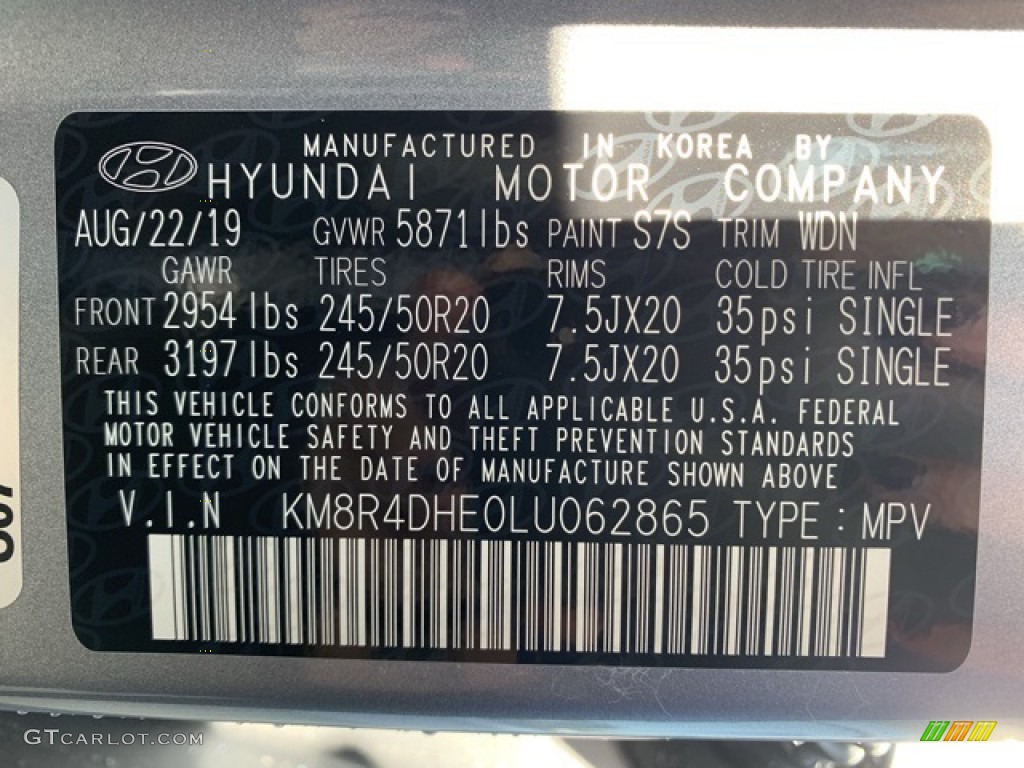 MANUFACTURED IN KOREA BY
HYUNDAI MOTOR COMPANY
AUG/22/19 GVWR 5871lbs PAINT S7S TRIM WDN
GAWR TIRES RIMS COLD TIRE INFL
FRONT 2954lbs 245/50R20 7.5JX20 35psi SINGLE
REAR 3197lbs 245/50R20 7.5JX20 35psi SINGLE
THIS VEHICLE CONFORMS TO ALL APPLICABLE U.S.A. FEDERAL
MOTOR VEHICLE SAFETY AND THEFT PREVENTION STANDARDS
IN EFFECT ON THE DATE OF MANUFACTURE SHOWN ABOVE
V.I.N KM8R4DHE0LU062865 TYPE : MPV
GTCARLOT.COM